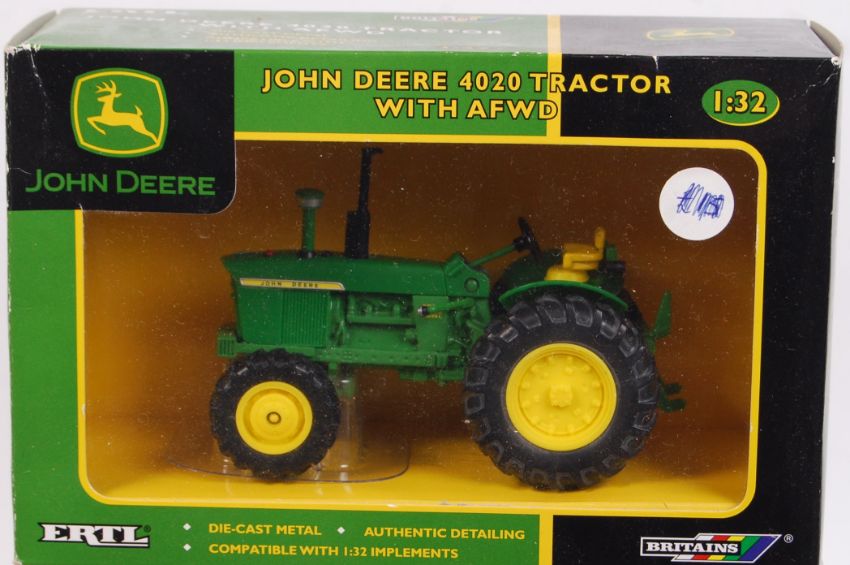 JOHN DEERE 4020 TRACTOR
WITH AFWD
1:32
JOHN DEERE
JOHN DEERE
ERTL®
DIE-CAST METAL • AUTHENTIC DETAILING
• COMPATIBLE WITH 1:32 IMPLEMENTS
BRITAINS®